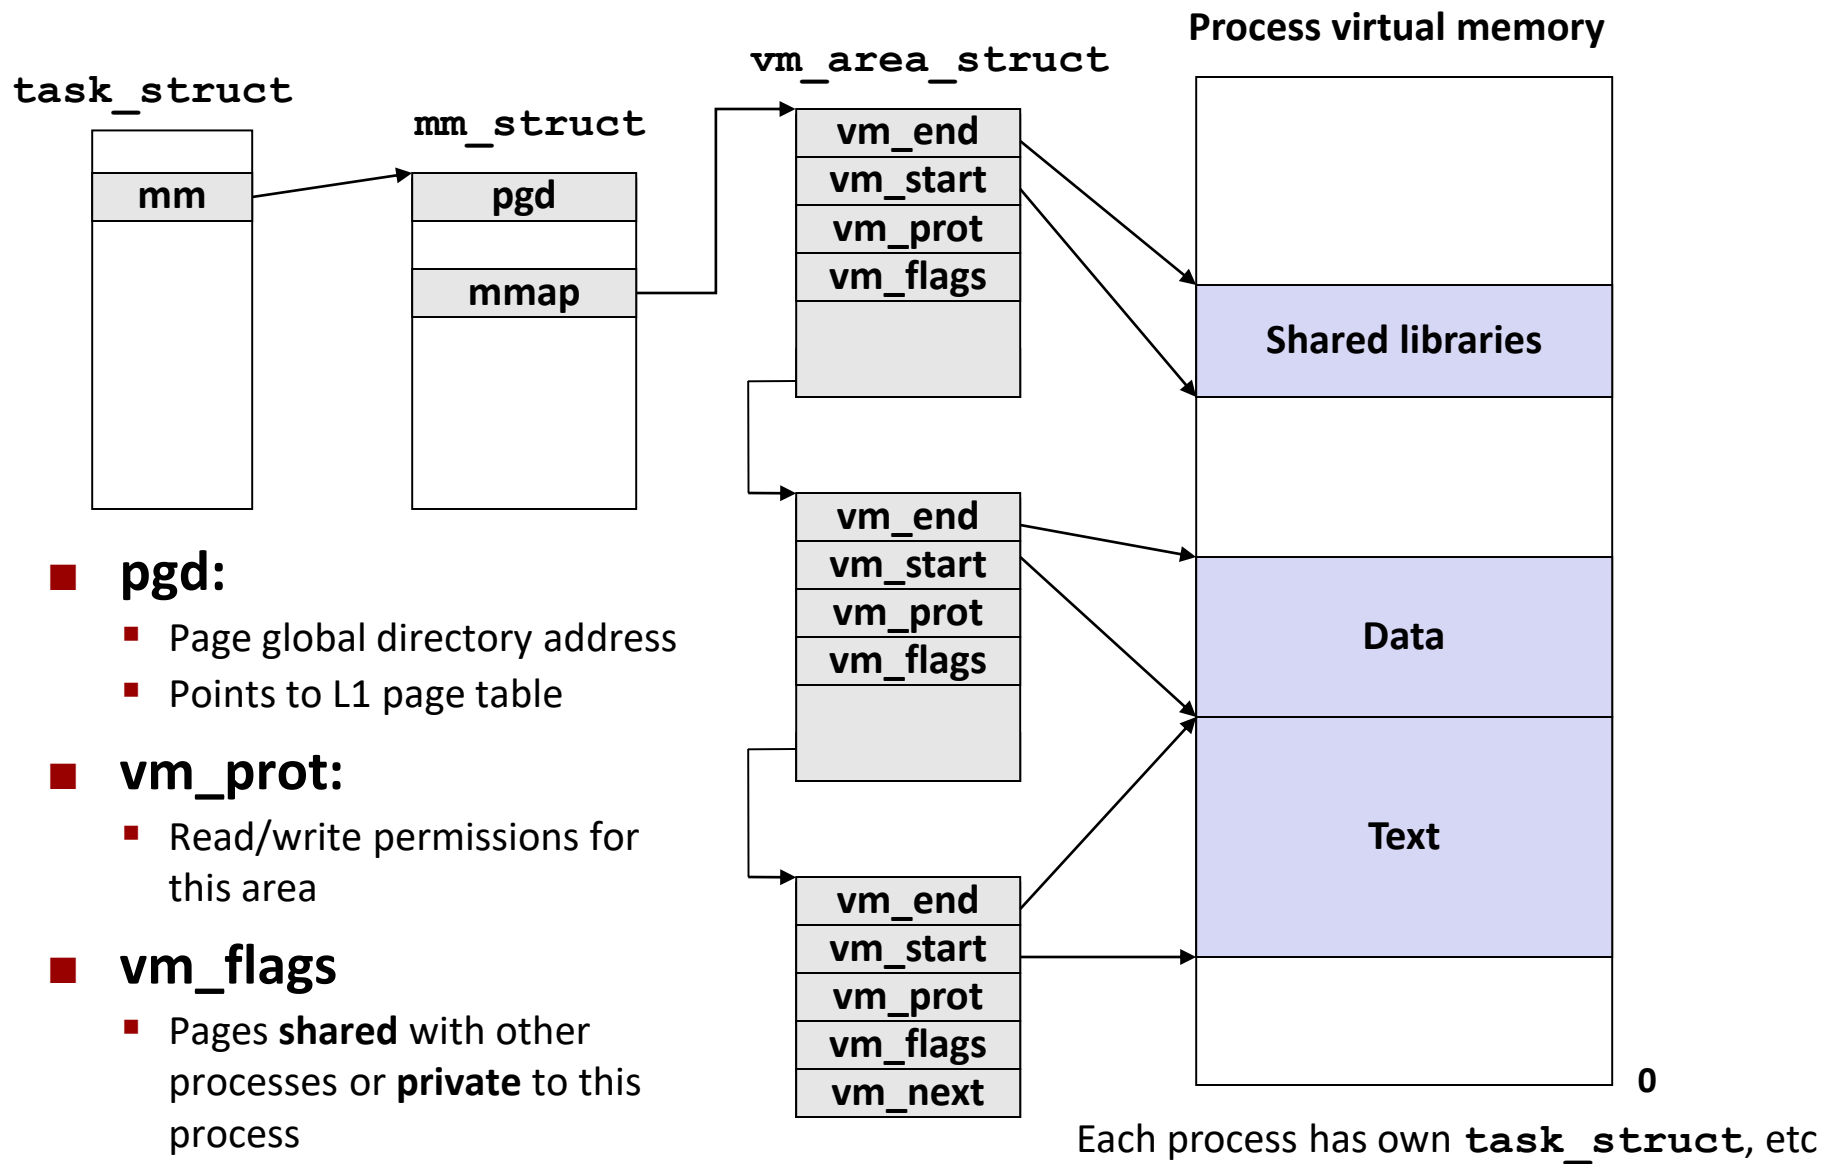 Process virtual memory
vm_area_struct
task_struct
mm_struct
mm
pgd
mmap
vm_end
vm_start
vm_prot
vm_flags
Shared libraries
vm_end
vm_start
vm_prot
vm_flags
Data
Text
vm_end
vm_start
vm_prot
vm_flags
vm_next
0
■ pgd:
▪ Page global directory address
▪ Points to L1 page table
■ vm_prot:
▪ Read/write permissions for
this area
■ vm_flags
▪ Pages shared with other
processes or private to this
process
Each process has own task_struct, etc